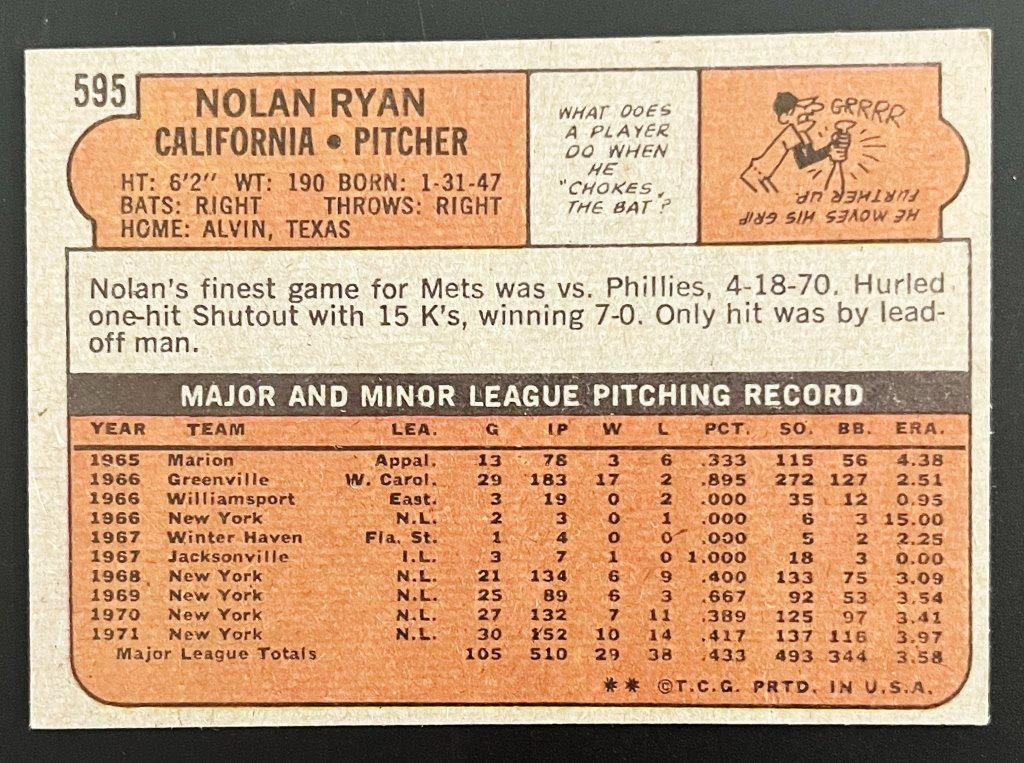 595
NOLAN RYAN
CALIFORNIA • PITCHER
HT: 6'2" WT: 190 BORN: 1-31-47
BATS: RIGHT THROWS: RIGHT
HOME: ALVIN, TEXAS
WHAT DOES
A PLAYER
DO WHEN
HE
"CHOKES
THE BAT"?
GRRRR
HE MOVES HIS GRIP
FURTHER UP.
Nolan's finest game for Mets was vs. Phillies, 4-18-70. Hurled
one-hit Shutout with 15 K's, winning 7-0. Only hit was by lead-
off man.
MAJOR AND MINOR LEAGUE PITCHING RECORD
YEAR TEAM LEA. G IP W L PCT. SO. BB. ERA.
1965 Marion Appal. 13 78 3 6 .333 115 56 4.38
1966 Greenville W. Carol. 29 183 17 2 .895 272 127 2.51
1966 Williamsport East. 3 19 0 2 .000 35 12 0.95
1966 New York N.L. 2 3 0 1 .000 6 3 15.00
1967 Winter Haven Fla. St. 1 4 0 0 .000 5 2 2.25
1967 Jacksonville I.L. 3 7 1 0 1.000 18 3 0.00
1968 New York N.L. 21 134 6 9 .400 133 75 3.09
1969 New York N.L. 25 89 6 3 .667 92 53 3.54
1970 New York N.L. 27 132 7 11 .389 125 97 3.41
1971 New York N.L. 30 152 10 14 .417 137 116 3.97
Major League Totals 105 510 29 38 .433 493 344 3.58
** ©T.C.G. PRTD. IN U.S.A.